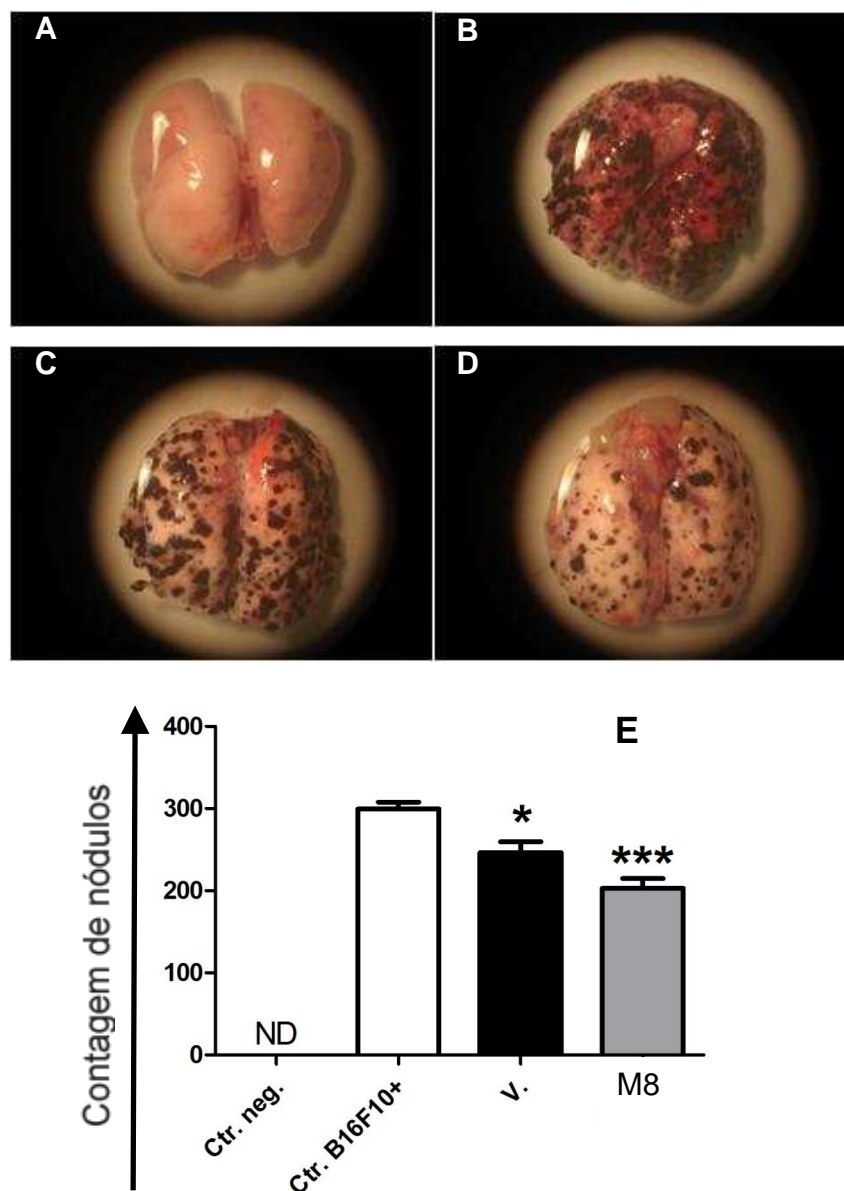 A
B
C
D
E
Contagem de nódulos
400
300
200
100
0
ND
*
***
Ctr. neg.
Ctr. B16F10+
V.
M8